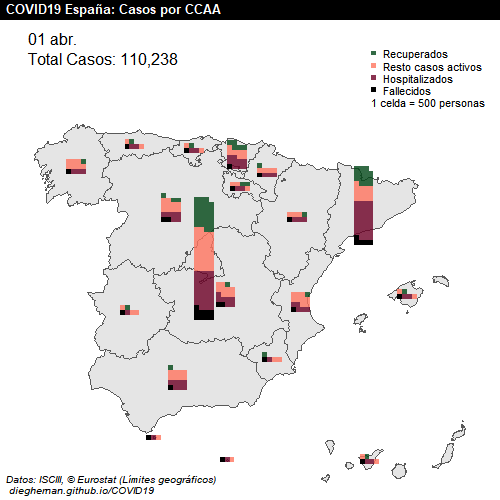 COVID19 España: Casos por CCAA
01 abr.
Total Casos: 110,238
Recuperados
Resto casos activos
Hospitalizados
Fallecidos
1 celda = 500 personas
Datos: ISCIII, © Eurostat (Límites geográficos)
diegheman.github.io/COVID19